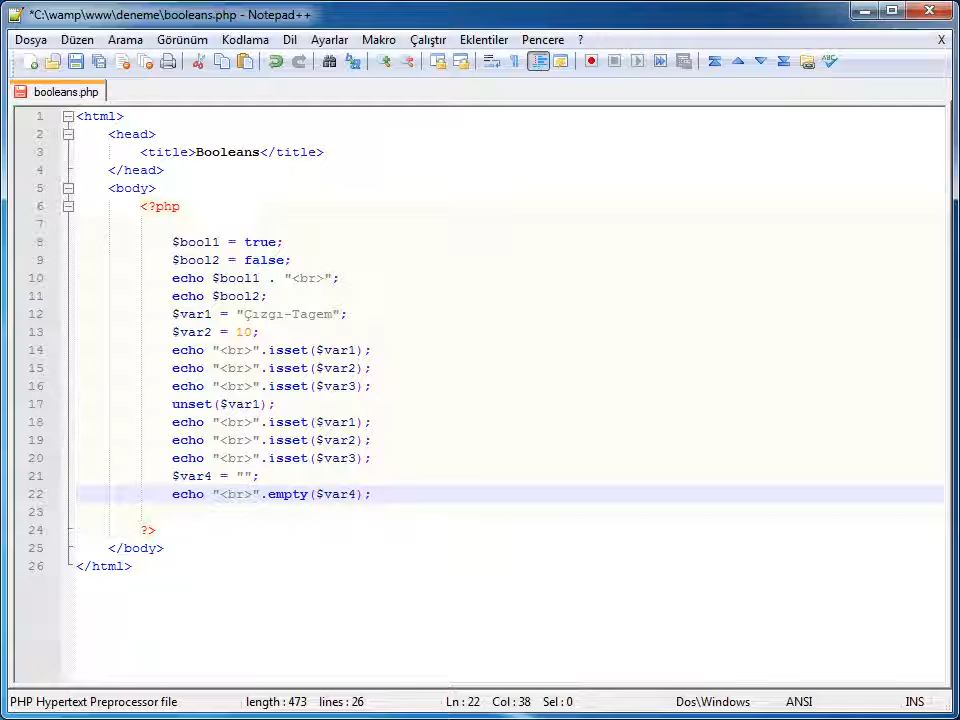 *C:\wamp\www\deneme\booleans.php - Notepad++
Dosya Düzen Arama Görünüm Kodlama Dil Ayarlar Makro Çalıştır Eklentiler Pencere ? X
booleans.php
1 <html>
2 <head>
3 <title>Booleans</title>
4 </head>
5 <body>
6 <?php
7
8 $bool1 = true;
9 $bool2 = false;
10 echo $bool1 . "<br>";
11 echo $bool2;
12 $var1 = "Çizgi-Tagem";
13 $var2 = 10;
14 echo "<br>".isset($var1);
15 echo "<br>".isset($var2);
16 echo "<br>".isset($var3);
17 unset($var1);
18 echo "<br>".isset($var1);
19 echo "<br>".isset($var2);
20 echo "<br>".isset($var3);
21 $var4 = "";
22 echo "<br>".empty($var4);
23
24 ?>
25 </body>
26 </html>
PHP Hypertext Preprocessor file length : 473 lines : 26 Ln : 22 Col : 38 Sel : 0 Dos\Windows ANSI INS